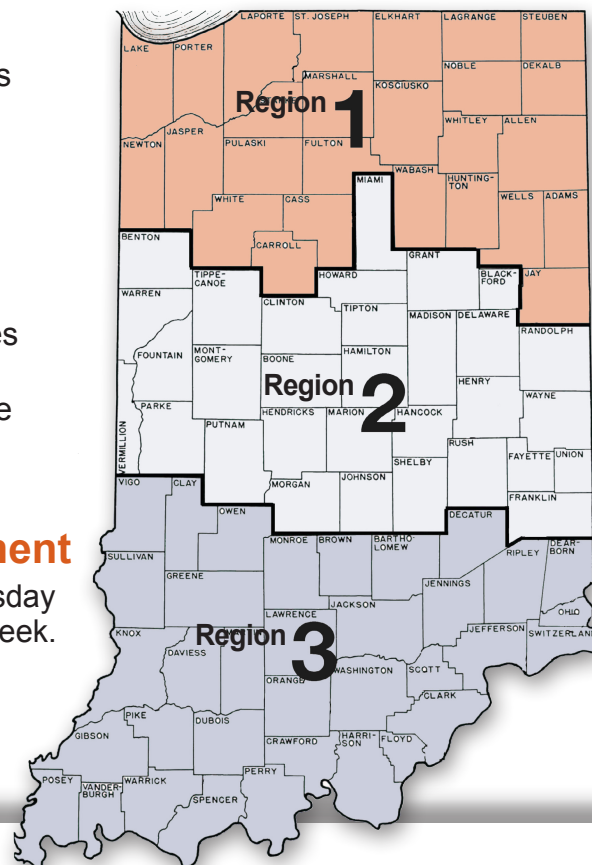 s
es
e
ment
sday
eek.
LAPORTE ST. JOSEPH ELKHART LAGRANGE STEUBEN
LAKE PORTER
NOBLE DEKALB
MARSHALL
KOSCIUSKO
Region 1
WHITLEY ALLEN
NEWTON JASPER
PULASKI FULTON
WABASH
HUNTING-
TON
MIAMI
WELLS ADAMS
WHITE CASS
BENTON
CARROLL
GRANT
TIPPE-
CANOE
HOWARD
BLACK-
FORD
JAY
WARREN
CLINTON
TIPTON
MADISON DELAWARE
RANDOLPH
FOUNTAIN
MONT-
GOMERY
BOONE
HAMILTON
Region 2
HENRY
WAYNE
PARKE
PUTNAM
HENDRICKS MARION HANCOCK
VERMILLION
RUSH
FAYETTE UNION
SHELBY
MORGAN
JOHNSON
FRANKLIN
VIGO CLAY
OWEN
DECATUR
MONROE BROWN BARTHO-
LOMEW
DEAR-
BORN
SULLIVAN
RIPLEY
GREENE
JENNINGS
JACKSON
LAWRENCE
OHIO
KNOX
Region 3
JEFFERSON SWITZERLAND
DAVIESS
WASHINGTON SCOTT
ORANGE
CLARK
PIKE
DUBOIS
GIBSON
CRAWFORD
HARRI-
SON
FLOYD
POSEY
VANDER-
BURGH
WARRICK
PERRY
SPENCER